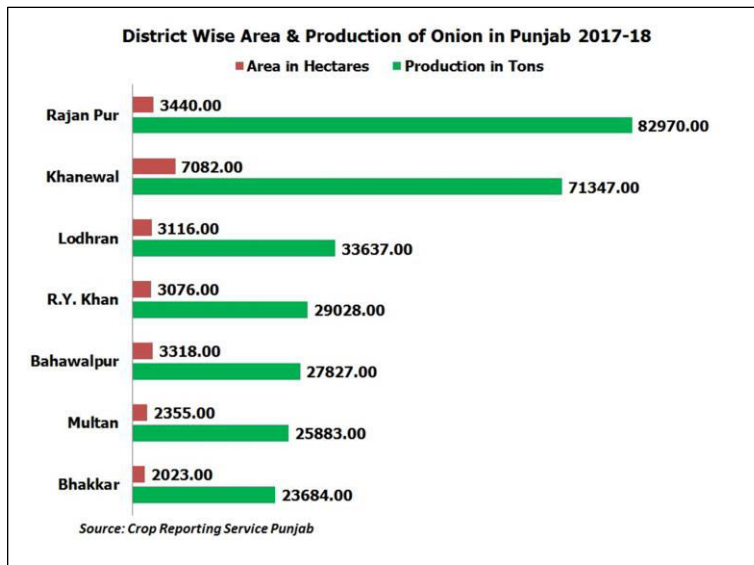 District Wise Area & Production of Onion in Punjab 2017-18
Area in Hectares Production in Tons
Rajan Pur
3440.00
82970.00
Khanewal
7082.00
71347.00
Lodhran
3116.00
33637.00
R.Y. Khan
3076.00
29028.00
Bahawalpur
3318.00
27827.00
Multan
2355.00
25883.00
Bhakkar
2023.00
23684.00
Source: Crop Reporting Service Punjab